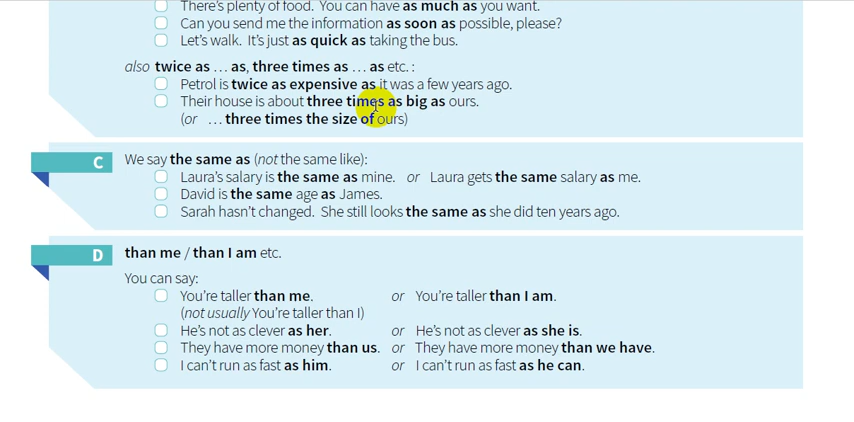 There's plenty of food. You can have as much as you want.
Can you send me the information as soon as possible, please?
Let's walk. It's just as quick as taking the bus.
also twice as … as, three times as … as etc. :
Petrol is twice as expensive as it was a few years ago.
Their house is about three times as big as ours.
(or … three times the size of ours)
C We say the same as (not the same like):
Laura's salary is the same as mine. or Laura gets the same salary as me.
David is the same age as James.
Sarah hasn't changed. She still looks the same as she did ten years ago.
D than me / than I am etc.
You can say:
You're taller than me. or You're taller than I am.
(not usually You're taller than I)
He's not as clever as her. or He's not as clever as she is.
They have more money than us. or They have more money than we have.
I can't run as fast as him. or I can't run as fast as he can.